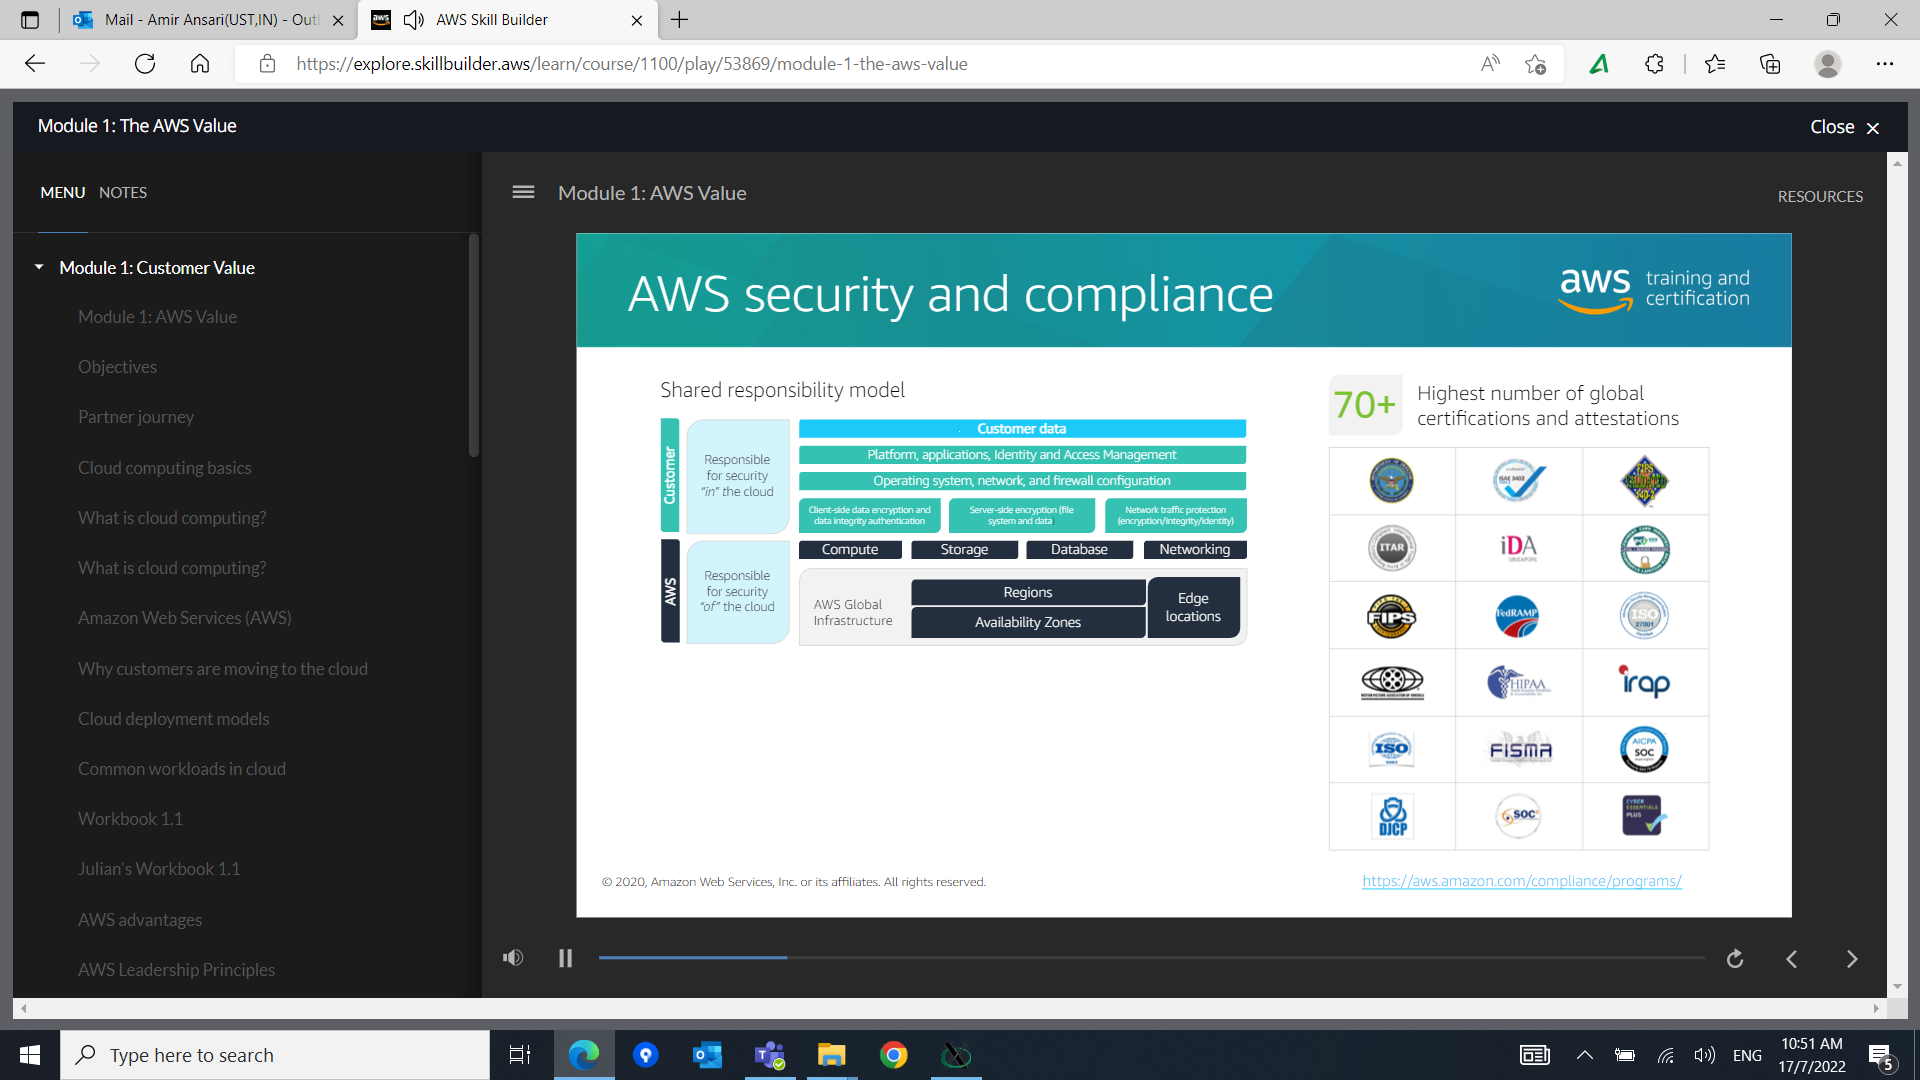 Mail - Amir Ansari(UST,IN) - Outl
AWS Skill Builder
https://explore.skillbuilder.aws/learn/course/1100/play/53869/module-1-the-aws-value
Module 1: The AWS Value
Close
MENU NOTES
Module 1: AWS Value
RESOURCES
Module 1: Customer Value
Module 1: AWS Value
Objectives
Partner journey
Cloud computing basics
What is cloud computing?
What is cloud computing?
Amazon Web Services (AWS)
Why customers are moving to the cloud
Cloud deployment models
Common workloads in cloud
Workbook 1.1
Julian's Workbook 1.1
AWS advantages
AWS Leadership Principles
AWS security and compliance
aws training and
certification
Shared responsibility model
Customer
Responsible
for security
"in" the cloud
Customer data
Platform, applications, Identity and Access Management
Operating system, network, and firewall configuration
Client-side data encryption and
data integrity authentication
Server-side encryption (file
system and data)
Network traffic protection
(encryption/integrity/identity)
AWS
Responsible
for security
"of" the cloud
Compute
Storage
Database
Networking
AWS Global
Infrastructure
Regions
Availability Zones
Edge
locations
70+
Highest number of global
certifications and attestations
ISAE 3402
FIPS
ITAR
iDA
SINGAPORE
FIPS
FedRAMP
ISO
27001
HIPAA
irap
ISO
FISMA
AICPA
SOC
DJCP
SOC
CYBER
ESSENTIALS
PLUS
© 2020, Amazon Web Services, Inc. or its affiliates. All rights reserved.
https://aws.amazon.com/compliance/programs/
Type here to search
ENG
10:51 AM
17/7/2022
5